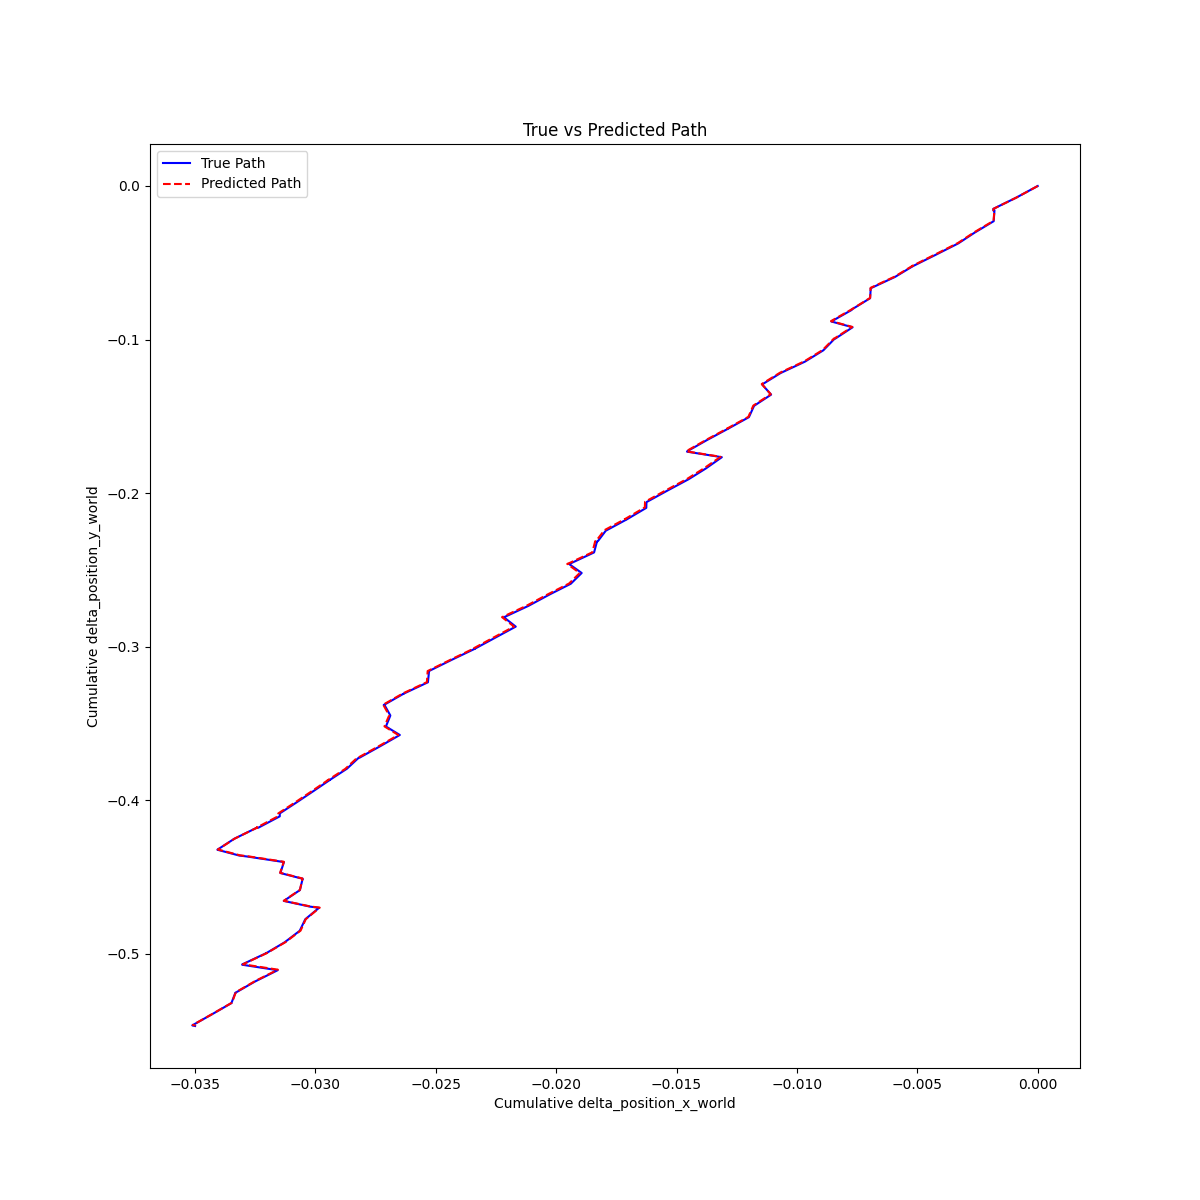 True vs Predicted Path
True Path
Predicted Path
0.0
−0.1
−0.2
−0.3
−0.4
−0.5
Cumulative delta_position_y_world
−0.035 −0.030 −0.025 −0.020 −0.015 −0.010 −0.005 0.000
Cumulative delta_position_x_world